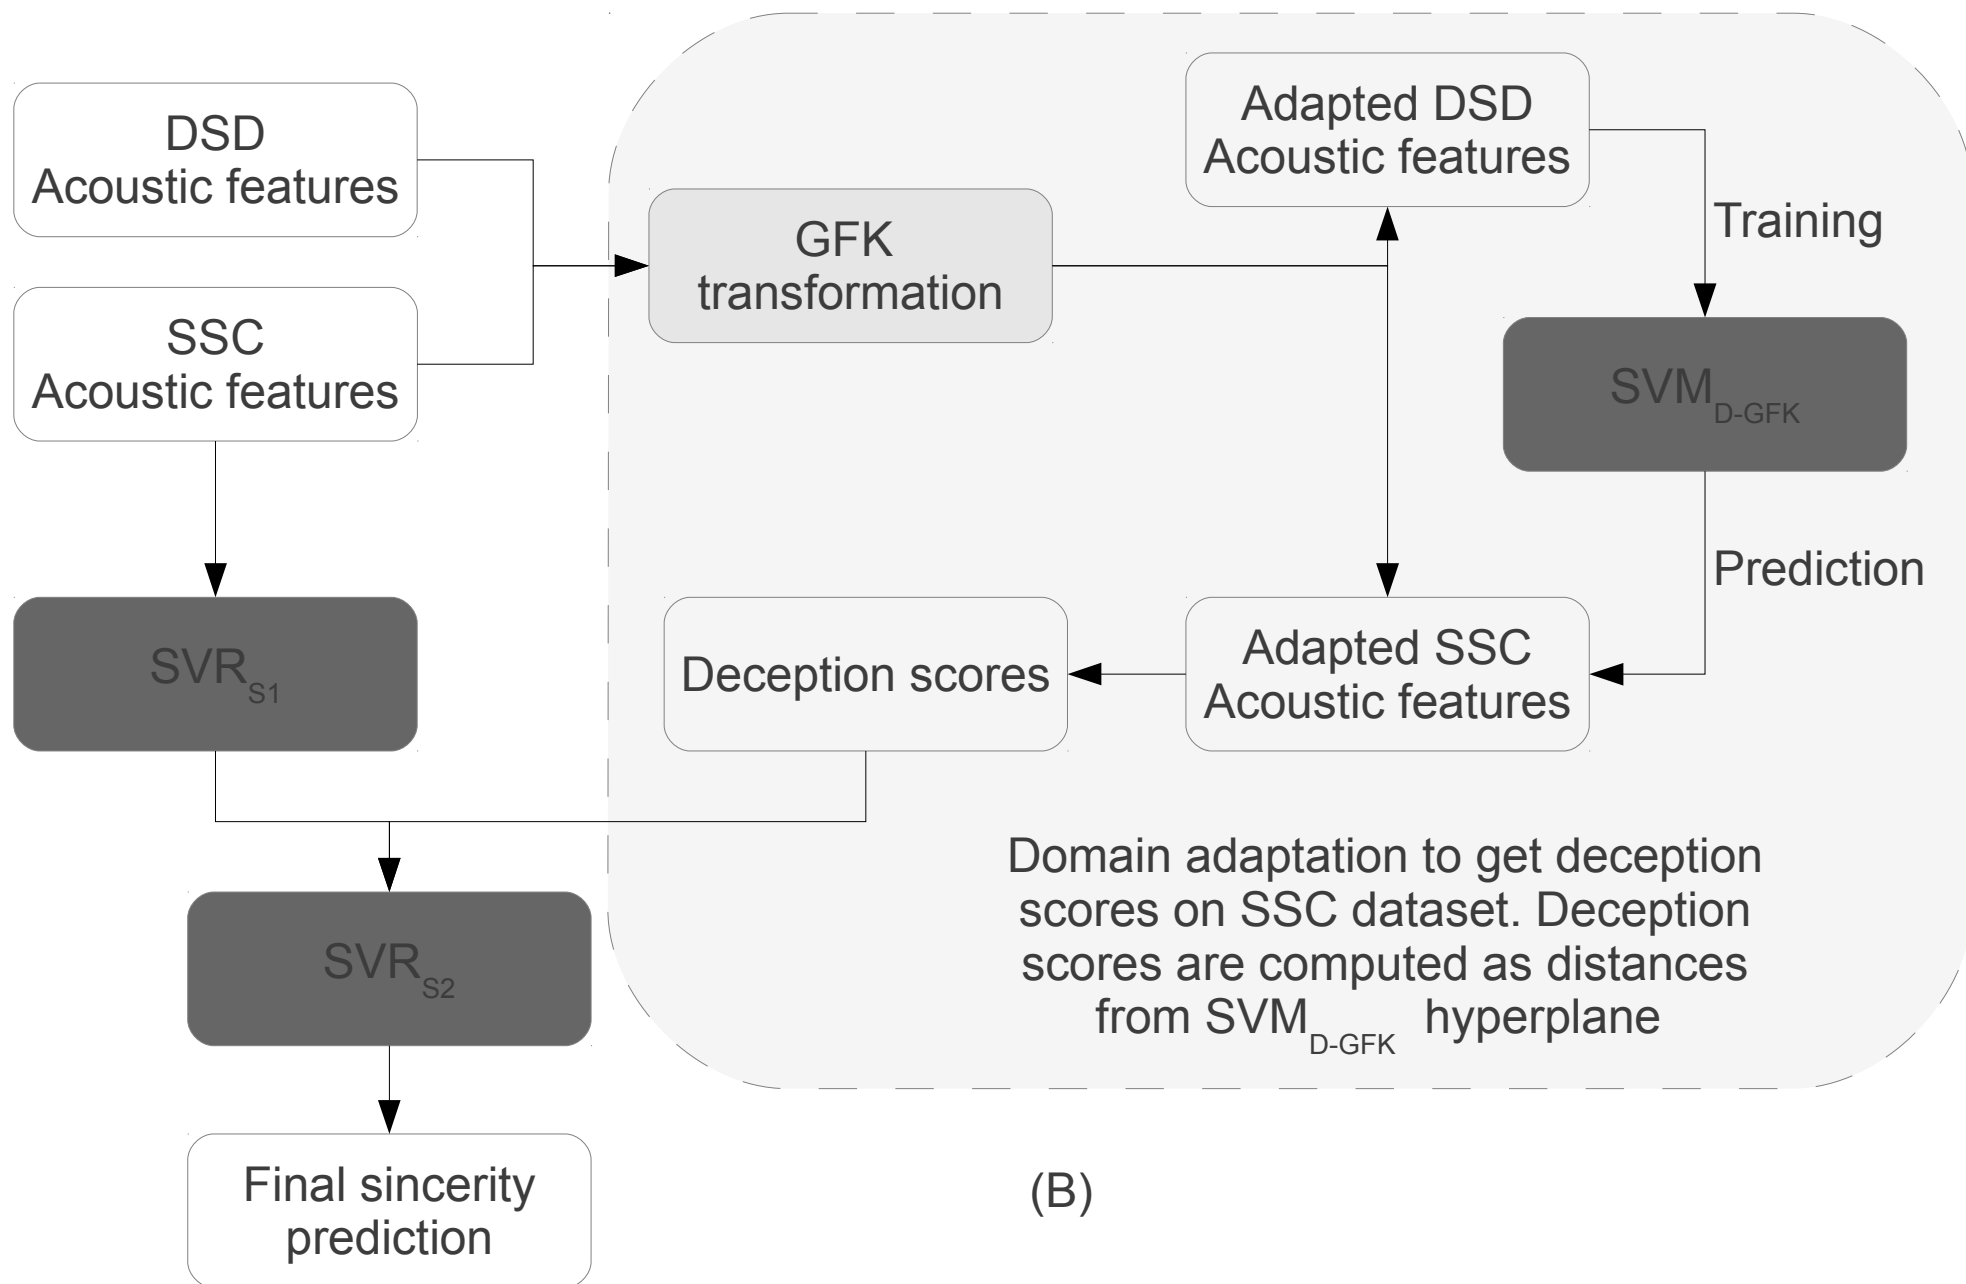 DSD
Acoustic features
SSC
Acoustic features
GFK
transformation
Adapted DSD
Acoustic features
Training
SVM D-GFK
Prediction
Adapted SSC
Acoustic features
Deception scores
SVR S1
SVR S2
Final sincerity
prediction
Domain adaptation to get deception
scores on SSC dataset. Deception
scores are computed as distances
from SVM D-GFK hyperplane
(B)